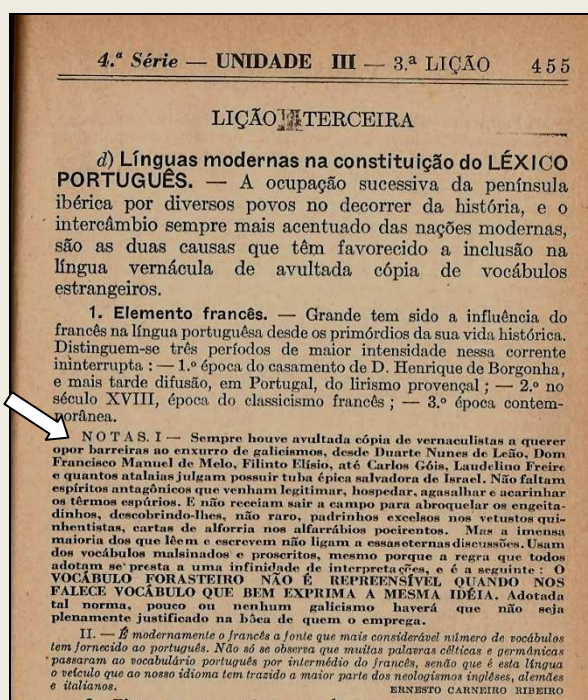 4.ª Série — UNIDADE III — 3.ª LIÇÃO 455
LIÇÃO TERCEIRA
d) Línguas modernas na constituição do LÉXICO
PORTUGUÊS. — A ocupação sucessiva da península
ibérica por diversos povos no decorrer da história, e o
intercâmbio sempre mais acentuado das nações modernas,
são as duas causas que têm favorecido a inclusão na
língua vernácula de avultada cópia de vocábulos
estrangeiros.
1. Elemento francês. — Grande tem sido a influência do
francês na língua portuguêsa desde os primórdios da sua vida histórica.
Distinguem-se três períodos de maior intensidade nessa corrente
ininterrupta : — 1.º época do casamento de D. Henrique de Borgonha,
e mais tarde difusão, em Portugal, do lirismo provençal ; — 2.º no
século XVIII, época do classicismo francês ; — 3.º época contem-
porânea.
NOTAS. I — Sempre houve avultada cópia de vernaculistas a querer
opor barreiras ao enxurro de galicismos, desde Duarte Nunes de Leão, Dom
Francisco Manuel de Melo, Filinto Elísio, até Carlos Góis, Laudelino Freire
e quantos atalaias julgam possuir tuba épica salvadora de Israel. Não faltam
espíritos antagônicos que venham legitimar, hospedar, agasalhar e acarinhar
os têrmos espúrios. E não receiam sair a campo para abroquelar os engeita-
dinhos, descobrindo-lhes, não raro, padrinhos excelsos nos vetustos qui-
nhentistas, cartas de alforria nos alfarrábios poeirentos. Mas a imensa
maioria dos que lêem e escrevem não ligam a essas eternas discussões. Usam
dos vocábulos malsinados e proscritos, mesmo porque a regra que todos
adotam se presta a uma infinidade de interpretações, e é a seguinte : O
VOCÁBULO FORASTEIRO NÃO É REPREENSÍVEL QUANDO NOS
FALECE VOCÁBULO QUE BEM EXPRIMA A MESMA IDÉIA. Adotada
tal norma, pouco ou nenhum galicismo haverá que não seja
plenamente justificado na bôca de quem o emprega.
II. — É modernamente o francês a fonte que mais considerável número de vocábulos
tem fornecido ao português. Não só se observa que muitas palavras célticas e germânicas
passaram ao vocabulário português por intermédio do francês, senão que é esta língua
o veículo que ao nosso idioma tem trazido a maior parte dos neologismos inglêses, alemães
e italianos. ERNESTO CARNEIRO RIBEIRO